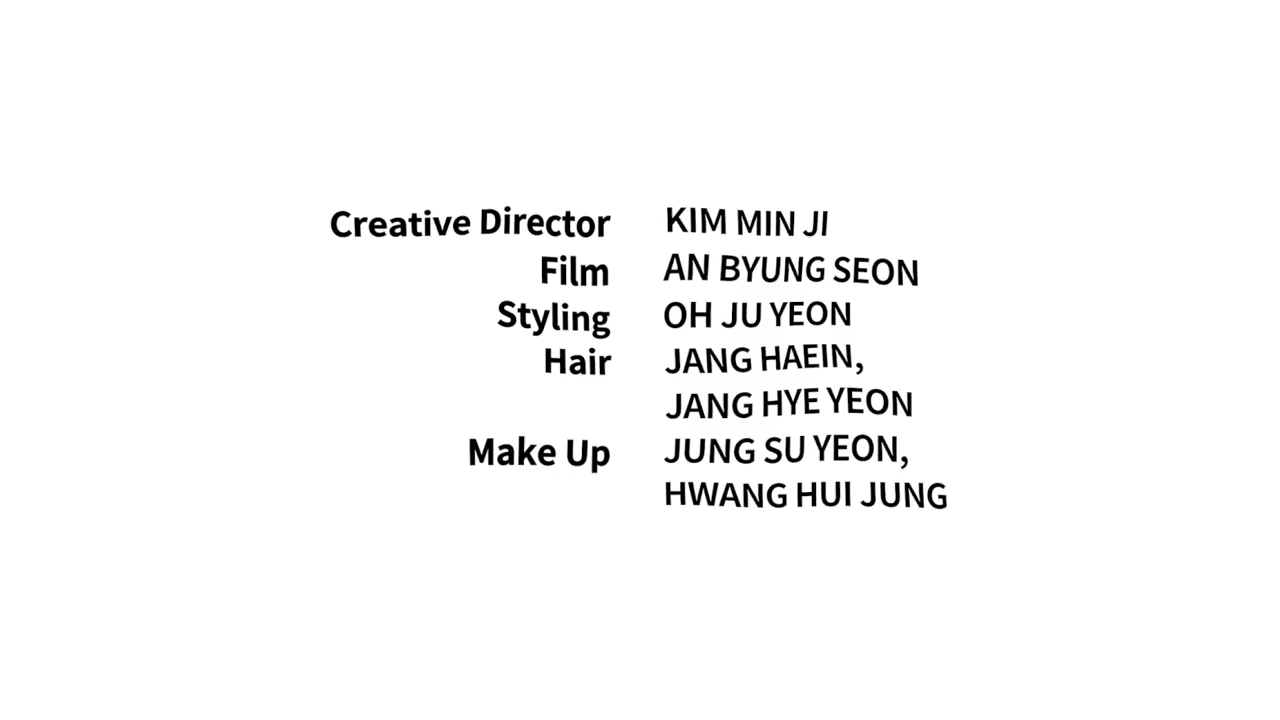 Creative Director KIM MIN JI
Film AN BYUNG SEON
Styling OH JU YEON
Hair JANG HAEIN,
JANG HYE YEON
Make Up JUNG SU YEON,
HWANG HUI JUNG